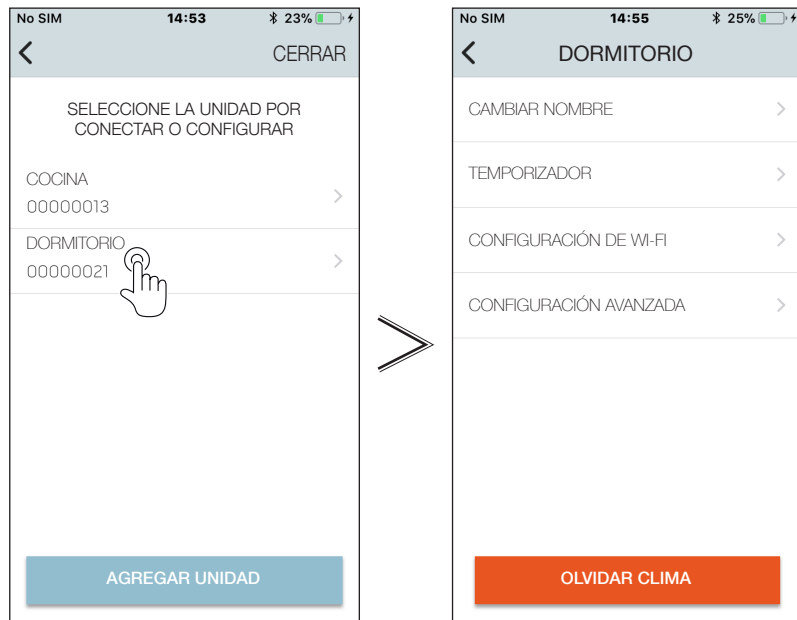 No SIM 14:53 23%
CERRAR
SELECCIONE LA UNIDAD POR
CONECTAR O CONFIGURAR
COCINA
00000013
DORMITORIO
00000021
AGREGAR UNIDAD
No SIM 14:55 25%
DORMITORIO
CAMBIAR NOMBRE
TEMPORIZADOR
CONFIGURACIÓN DE WI-FI
CONFIGURACIÓN AVANZADA
OLVIDAR CLIMA